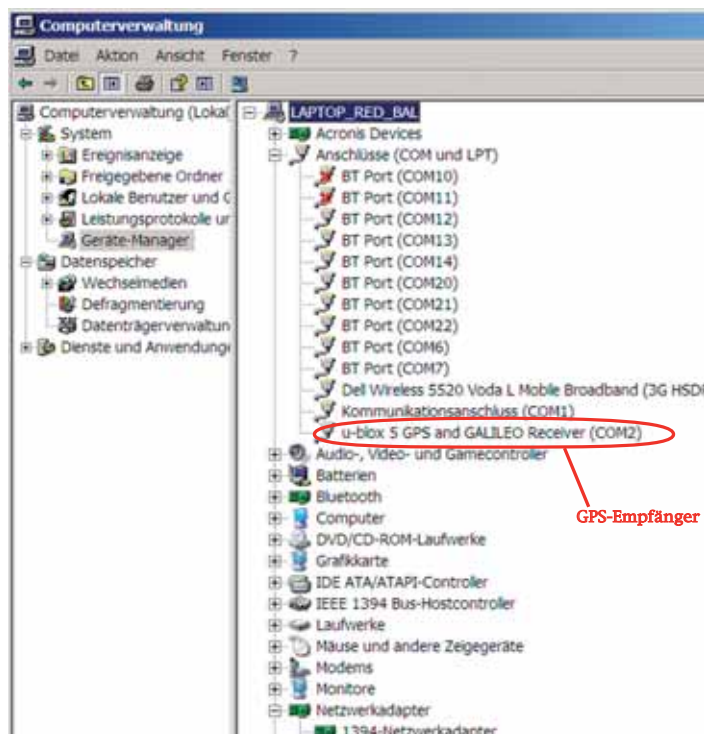 Computerverwaltung
Datei Aktion Ansicht Fenster ?
Computerverwaltung (Lokal
System
Ereignisanzeige
Freigegebene Ordner
Lokale Benutzer und G
Leistungsprotokolle ur
Geräte-Manager
Datenspeicher
Wechselmedien
Defragmentierung
Datenträgerverwaltun
Dienste und Anwendunge
LAPTOP_RED_BAL
Acronis Devices
Anschlüsse (COM und LPT)
BT Port (COM10)
BT Port (COM11)
BT Port (COM12)
BT Port (COM13)
BT Port (COM14)
BT Port (COM20)
BT Port (COM21)
BT Port (COM22)
BT Port (COM6)
BT Port (COM7)
Dell Wireless 5520 Voda L Mobile Broadband (3G HSDP
Kommunikationsanschluss (COM1)
u-blox 5 GPS and GALILEO Receiver (COM2)
Audio-, Video- und Gamecontroller
Batterien
Bluetooth
Computer
DVD/CD-ROM-Laufwerke
Grafikkarte
IDE ATA/ATAPI-Controller
IEEE 1394 Bus-Hostcontroller
Laufwerke
Mäuse und andere Zeigegeräte
Modems
Monitore
Netzwerkadapter
1394-Netzwerkadapter
GPS-Empfänger